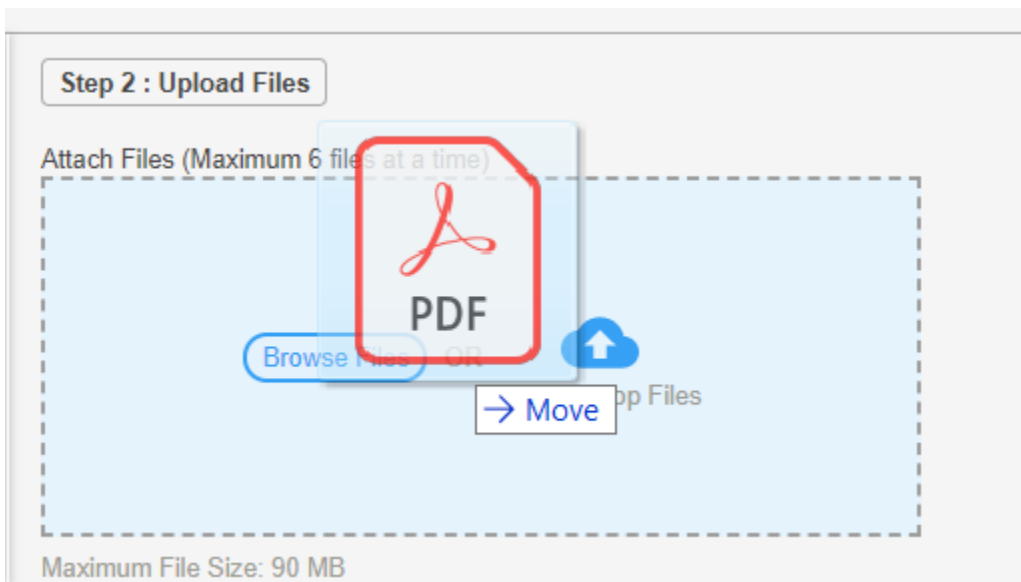 Step 2 : Upload Files
Attach Files (Maximum 6 files at a time)
PDF
Browse Files OR
Move
Files
Maximum File Size: 90 MB